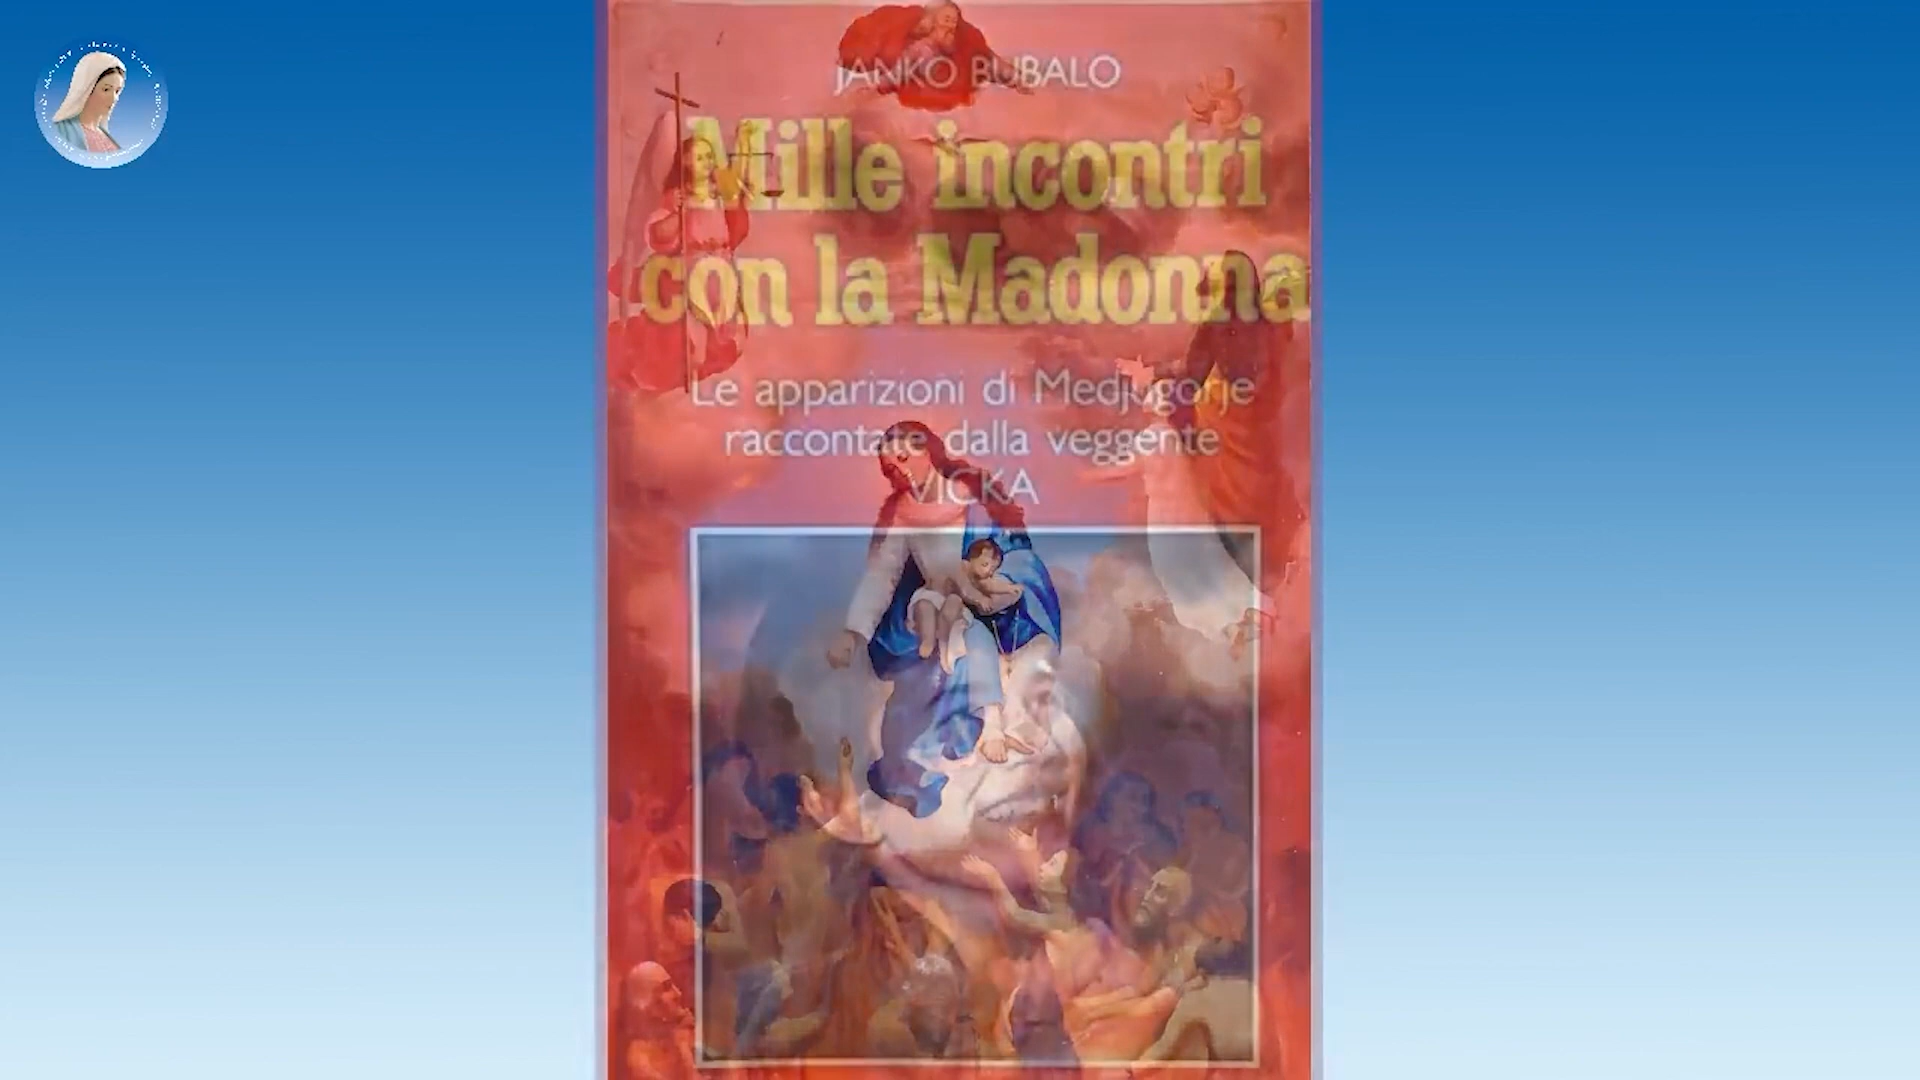 JANKO BUBALO
Mille incontri
con la Madonna
Le apparizioni di Medjugorje
raccontate dalla veggente
VICKA